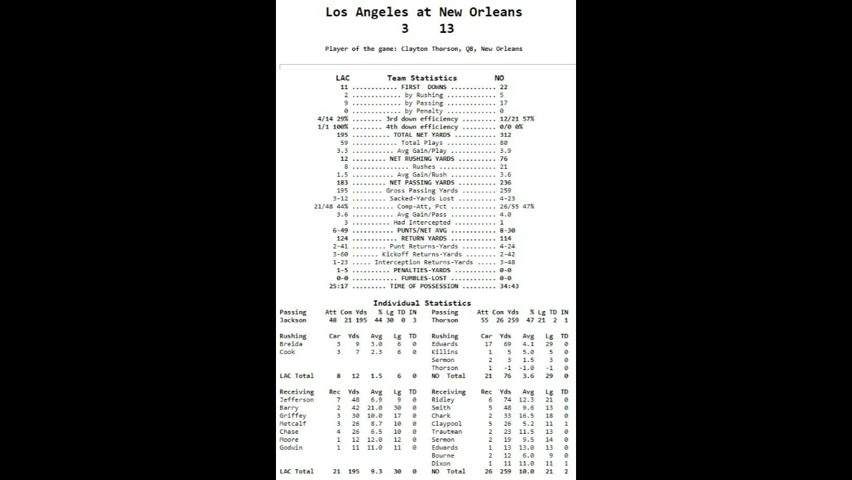 Los Angeles at New Orleans
3 13
Player of the game: Clayton Thorson, QB, New Orleans
LAC Team Statistics NO
11 ............ FIRST DOWNS ............ 22
2 ............ by Rushing ............ 5
9 ............ by Passing ............ 17
0 ............ by Penalty ............ 0
4/14 29% ........ 3rd down efficiency ........ 12/21 57%
1/1 100% ........ 4th down efficiency ........ 0/0 0%
195 .......... TOTAL NET YARDS .......... 312
59 ............ Total Plays ............ 80
3.3 ........... Avg Gain/Play ........... 3.9
12 ......... NET RUSHING YARDS ......... 76
8 .............. Rushes .............. 21
1.5 ........... Avg Gain/Rush ........... 3.6
183 ......... NET PASSING YARDS ......... 236
195 ........ Gross Passing Yards ........ 259
3-12 ........ Sacked-Yards Lost ........ 4-23
21/48 44% .......... Comp-Att, Pct .......... 26/55 47%
3.6 ........... Avg Gain/Pass ........... 4.0
3 .......... Had Intercepted .......... 1
6-49 .......... PUNTS/NET AVG .......... 8-30
124 ........... RETURN YARDS ........... 114
2-41 ....... Punt Returns-Yards ....... 4-24
3-60 ...... Kickoff Returns-Yards ...... 2-42
1-23 .... Interception Returns-Yards .... 3-48
1-5 ......... PENALTIES-YARDS ......... 0-0
0-0 .......... FUMBLES-LOST .......... 0-0
25:17 ........ TIME OF POSSESSION ........ 34:43
Individual Statistics
Passing Att Com Yds % Lg TD IN Passing Att Com Yds % Lg TD IN
Jackson 48 21 195 44 30 0 3 Thorson 55 26 259 47 21 2 1
Rushing Car Yds Avg Lg TD Rushing Car Yds Avg Lg TD
Breida 3 9 3.0 6 0 Edwards 17 69 4.1 29 0
Cook 3 7 2.3 6 0 Killins 1 5 5.0 5 0
Sermon 2 3 1.5 3 0
Thorson 1 -1 -1.0 -1 0
LAC Total 8 12 1.5 6 0 NO Total 21 76 3.6 29 0
Receiving Rec Yds Avg Lg TD Receiving Rec Yds Avg Lg TD
Jefferson 7 48 6.9 9 0 Ridley 6 74 12.3 21 0
Barry 2 42 21.0 30 0 Smith 5 48 9.6 13 0
Griffey 3 30 10.0 17 0 Chark 2 33 16.5 18 0
Metcalf 3 26 8.7 10 0 Claypool 5 26 5.2 11 1
Chase 4 26 6.5 10 0 Trautman 2 23 11.5 13 0
Moore 1 12 12.0 12 0 Sermon 2 19 9.5 14 0
Godwin 1 11 11.0 11 0 Edwards 1 13 13.0 13 0
Bourne 2 12 6.0 9 0
Dixon 1 11 11.0 11 1
LAC Total 21 195 9.3 30 0 NO Total 26 259 10.0 21 2